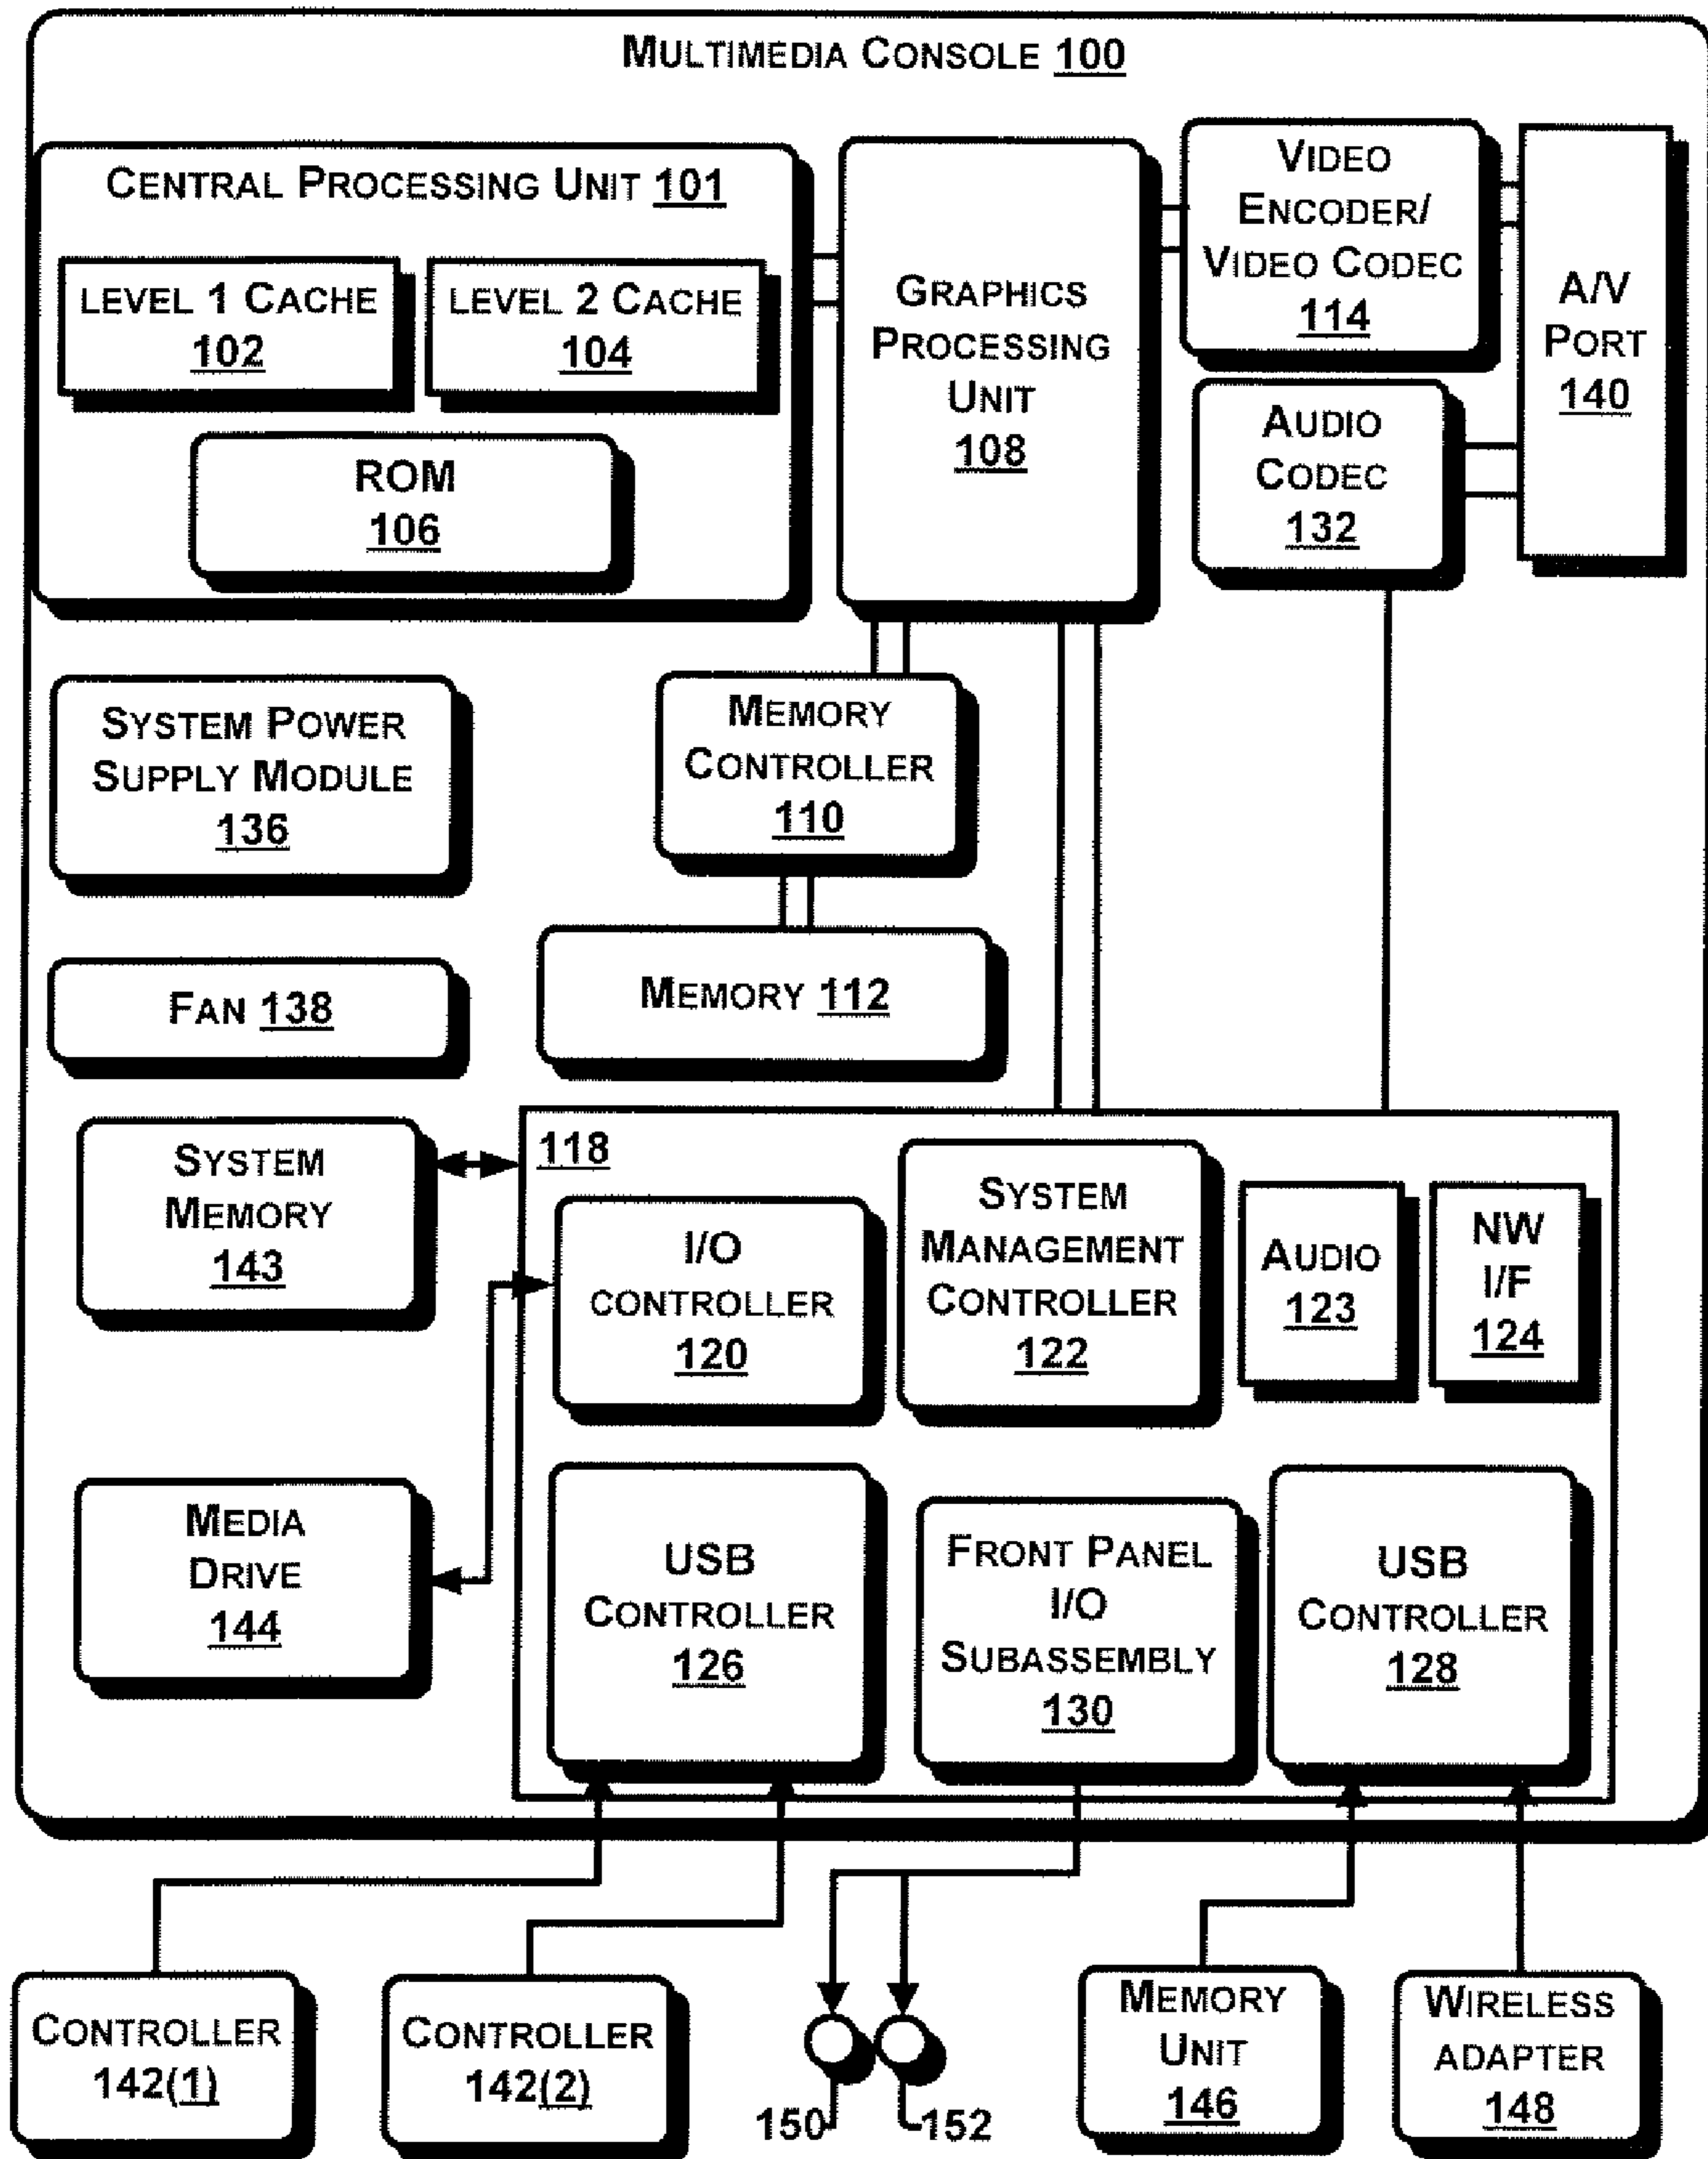 MULTIMEDIA CONSOLE 100
CENTRAL PROCESSING UNIT 101
LEVEL 1 CACHE
102
LEVEL 2 CACHE
104
ROM
106
GRAPHICS
PROCESSING
UNIT
108
VIDEO
ENCODER/
VIDEO CODEC
114
AUDIO
CODEC
132
A/V
PORT
140
SYSTEM POWER
SUPPLY MODULE
136
MEMORY
CONTROLLER
110
FAN 138
MEMORY 112
SYSTEM
MEMORY
143
118
I/O
CONTROLLER
120
SYSTEM
MANAGEMENT
CONTROLLER
122
AUDIO
123
NW
I/F
124
MEDIA
DRIVE
144
USB
CONTROLLER
126
FRONT PANEL
I/O
SUBASSEMBLY
130
USB
CONTROLLER
128
CONTROLLER
142(1)
CONTROLLER
142(2)
150
152
MEMORY
UNIT
146
WIRELESS
ADAPTER
148